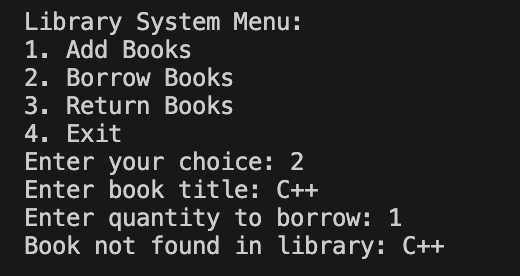 Library System Menu:
1. Add Books
2. Borrow Books
3. Return Books
4. Exit
Enter your choice: 2
Enter book title: C++
Enter quantity to borrow: 1
Book not found in library: C++